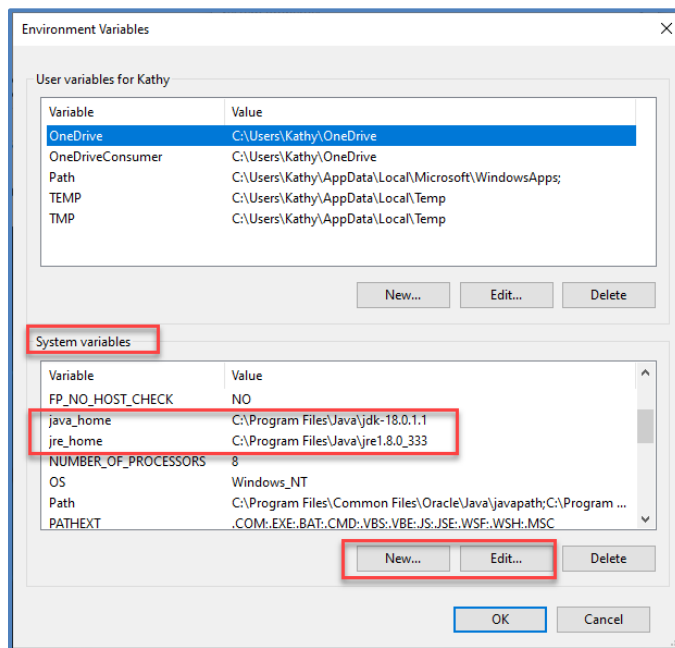 Environment Variables
User variables for Kathy
Variable Value
OneDrive C:\Users\Kathy\OneDrive
OneDriveConsumer C:\Users\Kathy\OneDrive
Path C:\Users\Kathy\AppData\Local\Microsoft\WindowsApps;
TEMP C:\Users\Kathy\AppData\Local\Temp
TMP C:\Users\Kathy\AppData\Local\Temp
New... Edit... Delete
System variables
Variable Value
FP_NO_HOST_CHECK NO
java_home C:\Program Files\Java\jdk-18.0.1.1
jre_home C:\Program Files\Java\jre1.8.0_333
NUMBER_OF_PROCESSORS 8
OS Windows_NT
Path C:\Program Files\Common Files\Oracle\Java\javapath;C:\Program ...
PATHEXT .COM;.EXE;.BAT;.CMD;.VBS;.VBE;.JS;.JSE;.WSF;.WSH;.MSC
New... Edit... Delete
OK Cancel